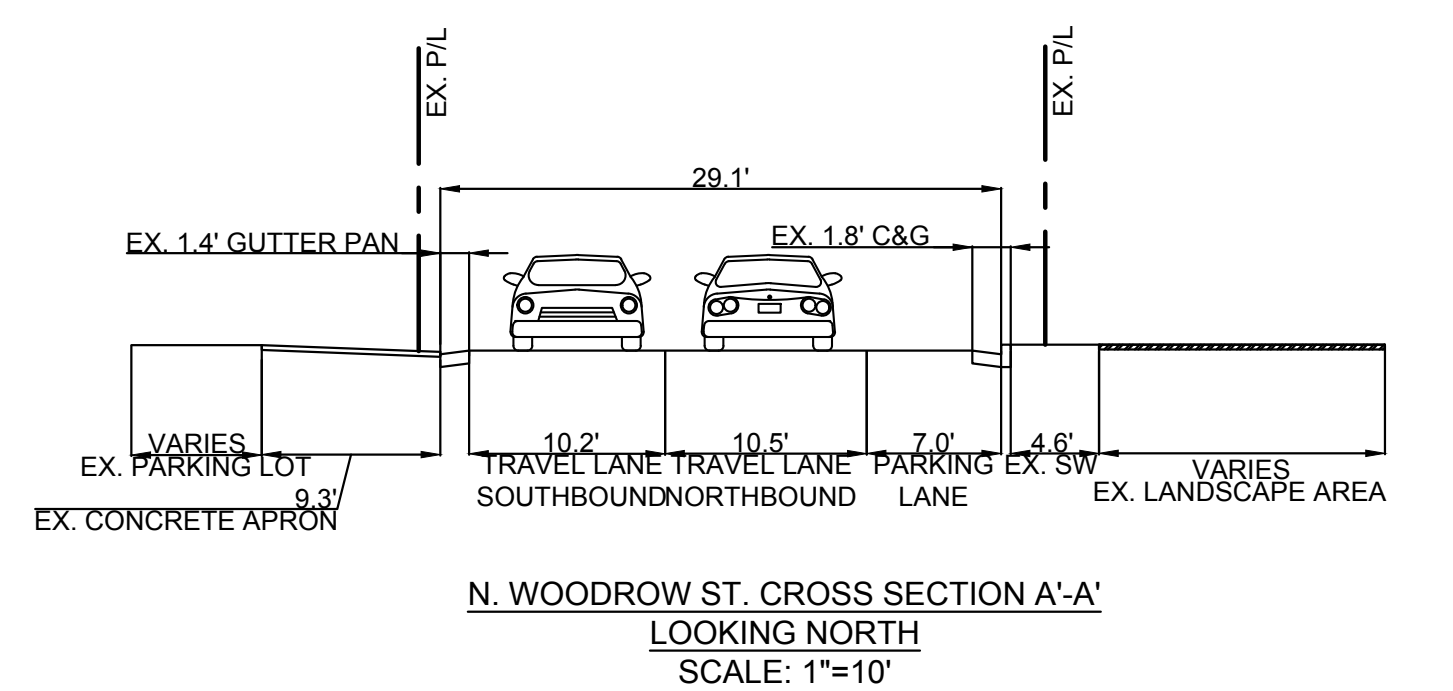 EX. P/L
EX. P/L
29.1'
EX. 1.4' GUTTER PAN
EX. 1.8' C&G
VARIES
EX. PARKING LOT
9.3'
EX. CONCRETE APRON
10.2'
TRAVEL LANE
SOUTHBOUND
10.5'
TRAVEL LANE
NORTHBOUND
7.0'
PARKING
LANE
4.6'
EX. SW
VARIES
EX. LANDSCAPE AREA
N. WOODROW ST. CROSS SECTION A'-A'
LOOKING NORTH
SCALE: 1"=10'